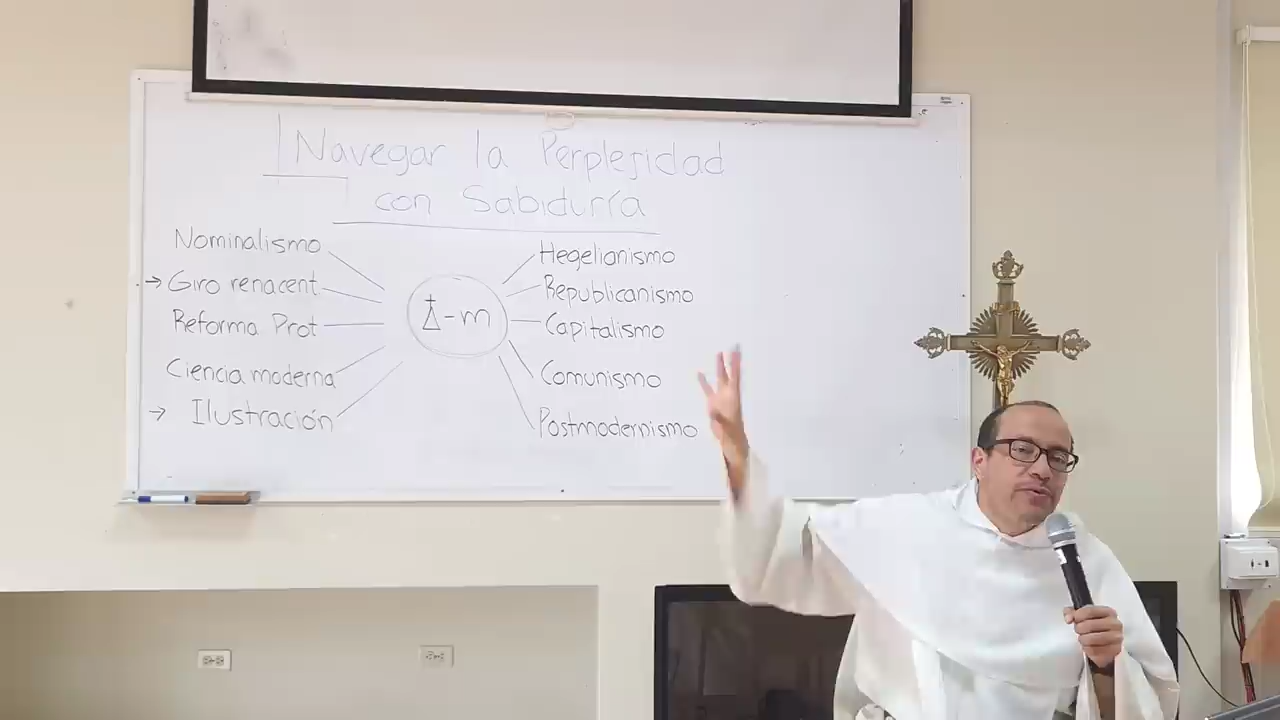 Navegar la Perplejidad
con Sabiduría
Nominalismo
→ Giro renacent.
Reforma Prot
Ciencia moderna
→ Ilustración
-m
Hegelianismo
Republicanismo
Capitalismo
Comunismo
Postmodernismo